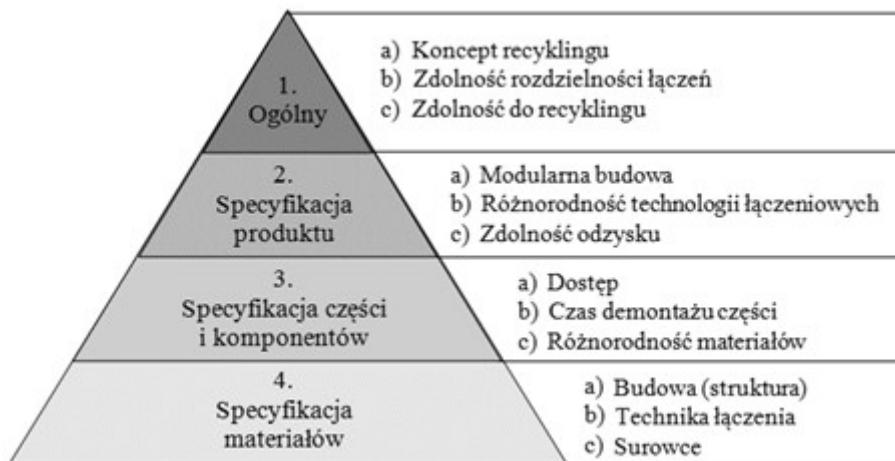 1.
Ogólny
a) Koncept recyklingu
b) Zdolność rozdzielności łączeń
c) Zdolność do recyklingu
2.
Specyfikacja
produktu
a) Modularna budowa
b) Różnorodność technologii łączeniowych
c) Zdolność odzysku
3.
Specyfikacja części
i komponentów
a) Dostęp
b) Czas demontażu części
c) Różnorodność materiałów
4.
Specyfikacja
materiałów
a) Budowa (struktura)
b) Technika łączenia
c) Surowce